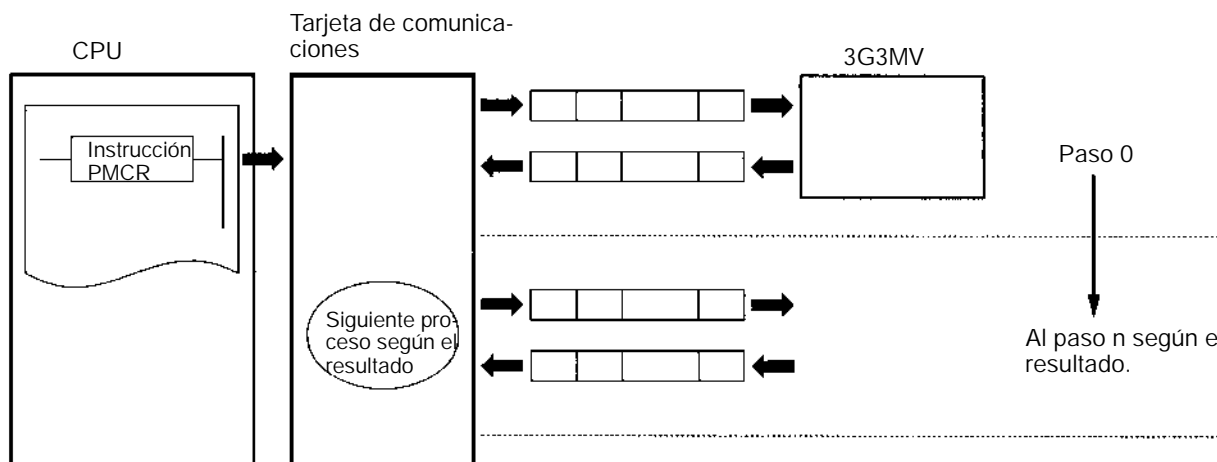 CPU
Tarjeta de comunica-
ciones
3G3MV
Instrucción
PMCR
Paso 0
Siguiente pro-
ceso según el
resultado
Al paso n según e
resultado.